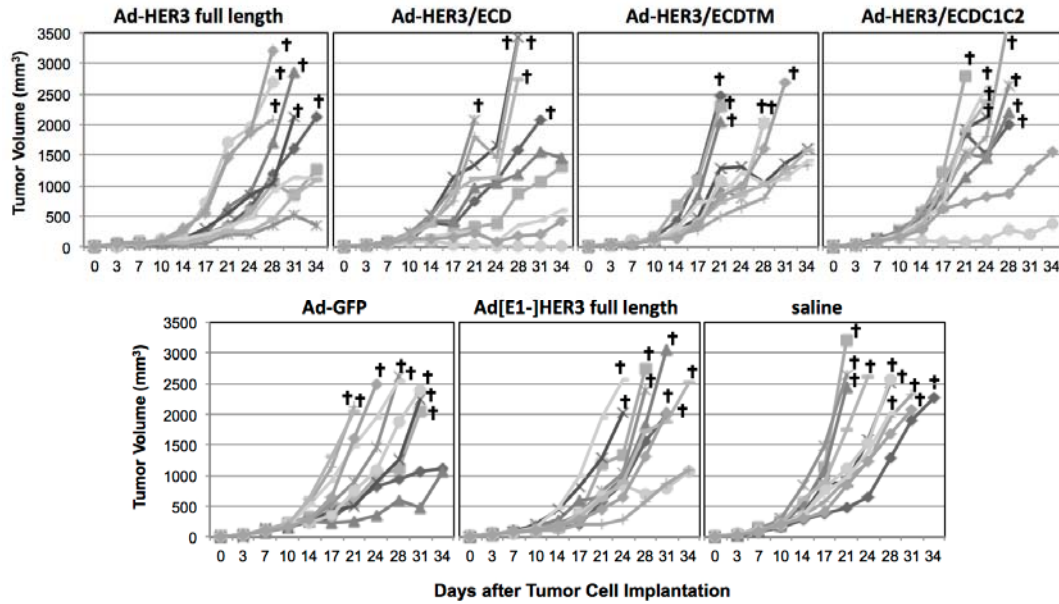 Ad-HER3 full length Ad-HER3/ECD Ad-HER3/ECDTM Ad-HER3/ECDC1C2
Tumor Volume (mm³)
3500
3000
2500
2000
1500
1000
500
0
0 3 7 10 14 17 21 24 28 31 34 0 3 7 10 14 17 21 24 28 31 34 0 3 7 10 14 17 21 24 28 31 34 0 3 7 10 14 17 21 24 28 31 34
Ad-GFP Ad[E1-]HER3 full length saline
Tumor Volume (mm³)
3500
3000
2500
2000
1500
1000
500
0
0 3 7 10 14 17 21 24 28 31 34 0 3 7 10 14 17 21 24 28 31 34 0 3 7 10 14 17 21 24 28 31 34
Days after Tumor Cell Implantation